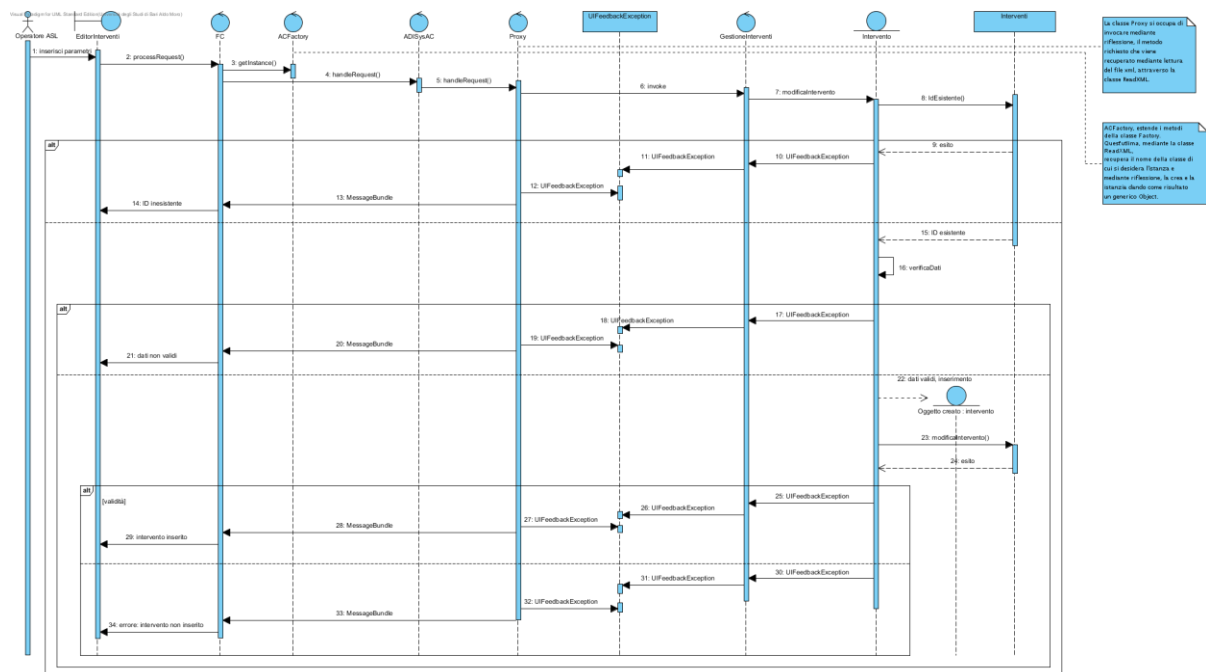 Operatore ASL
EditorInterventi
FC
ACFactory
ADISysAC
Proxy
UIFeedbackException
GestioneInterventi
Intervento
Interventi
La classe Proxy si occupa di
invocare mediante
riflessione, il metodo
richiesto che viene
recuperato mediante lettura
del file xml, attraverso la
classe ReadXML.
1: inserisci parametri
2: processRequest()
3: getInstance()
4: handleRequest()
5: handleRequest()
6: invoke
7: modificaIntervento
8: IdEsistente()
ACFactory, estende i metodi
della classe Factory.
Quest'ultima, mediante la classe
ReadXML,
recupera il nome della classe di
cui si desidera l'istanza e
mediante riflessione, la crea e la
istanzia dando come risultato
un generico Object.
alt
9: esito
10: UIFeedbackException
11: UIFeedbackException
12: UIFeedbackException
13: MessageBundle
14: ID inesistente
15: ID esistente
16: verificaDati
alt
17: UIFeedbackException
18: UIFeedbackException
19: UIFeedbackException
20: MessageBundle
21: dati non validi
22: dati validi, inserimento
Oggetto creato : intervento
23: modificaIntervento()
24: esito
alt
[validità]
25: UIFeedbackException
26: UIFeedbackException
27: UIFeedbackException
28: MessageBundle
29: intervento inserito
30: UIFeedbackException
31: UIFeedbackException
32: UIFeedbackException
33: MessageBundle
34: errore: intervento non inserito